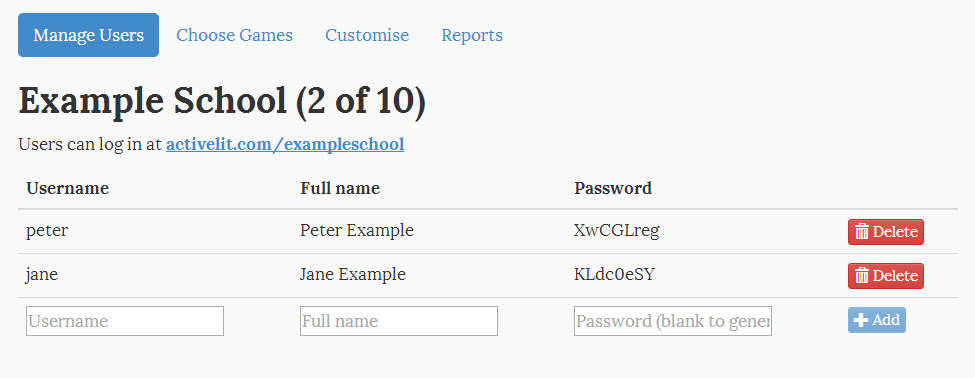 Manage Users Choose Games Customise Reports
Example School (2 of 10)
Users can log in at activelit.com/exampleschool
Username Full name Password
peter Peter Example XwCGLreg Delete
jane Jane Example KLdc0eSY Delete
Username Full name Password (blank to gener Add